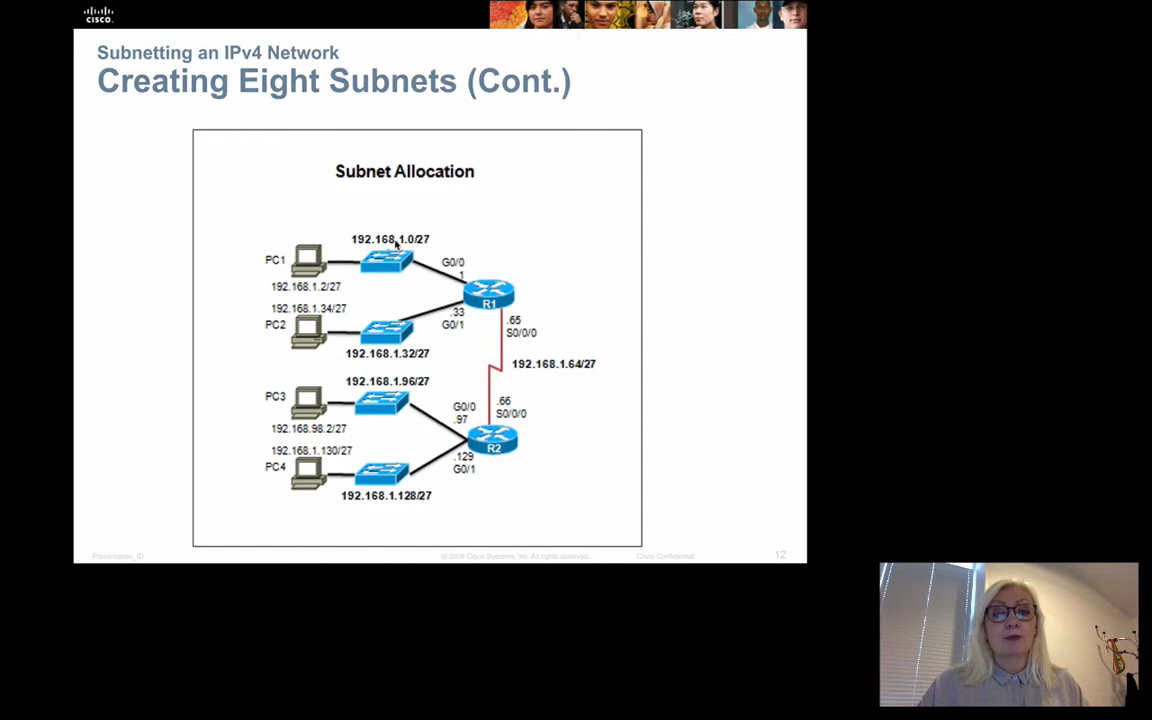 CISCO
Subnetting an IPv4 Network
Creating Eight Subnets (Cont.)
Subnet Allocation
192.168.1.0/27
PC1
G0/0
1
192.168.1.2/27
R1
192.168.1.34/27
PC2
.33
G0/1
.65
S0/0/0
192.168.1.32/27
192.168.1.64/27
192.168.1.96/27
PC3
G0/0
.97
.66
S0/0/0
192.168.98.2/27
R2
192.168.1.130/27
PC4
.129
G0/1
192.168.1.128/27
Presentation_ID
© 2008 Cisco Systems, Inc. All rights reserved.
Cisco Confidential
12